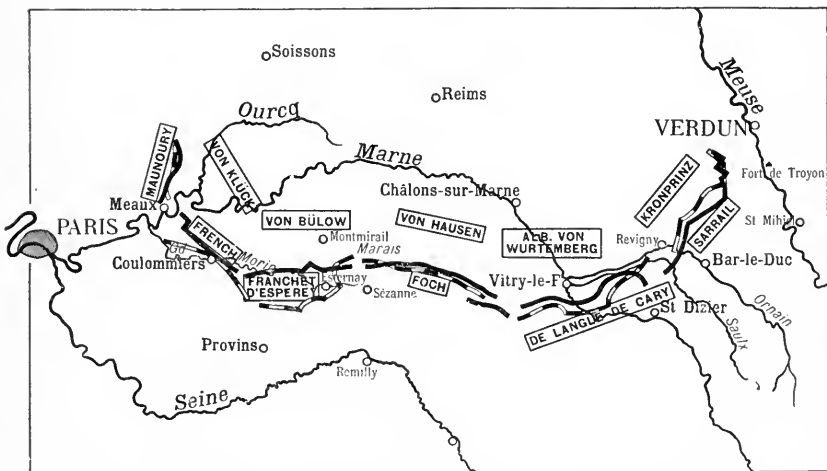 Soissons
Meuse
Reims
Ourcq
VERDUN
MAUNOURY
VON KLÜCK
Marne
Fort de Troyon
KRONPRINZ
Châlons-sur-Marne
Meaux
VON BÜLOW
VON HAUSEN
St Mihiel
SARRAIL
PARIS
FRENCH
Montmirail
ALB. VON
WURTEMBERG
Revigny
Gd Morin
Marais
Bar-le-Duc
Coulommiers
FRANCHET
D'ESPEREY
Esternay
Sézanne
FOCH
Vitry-le-F
DE LANGLE DE CARY
St Dizier
Ornain
Saulx
Provins
Romilly
Seine